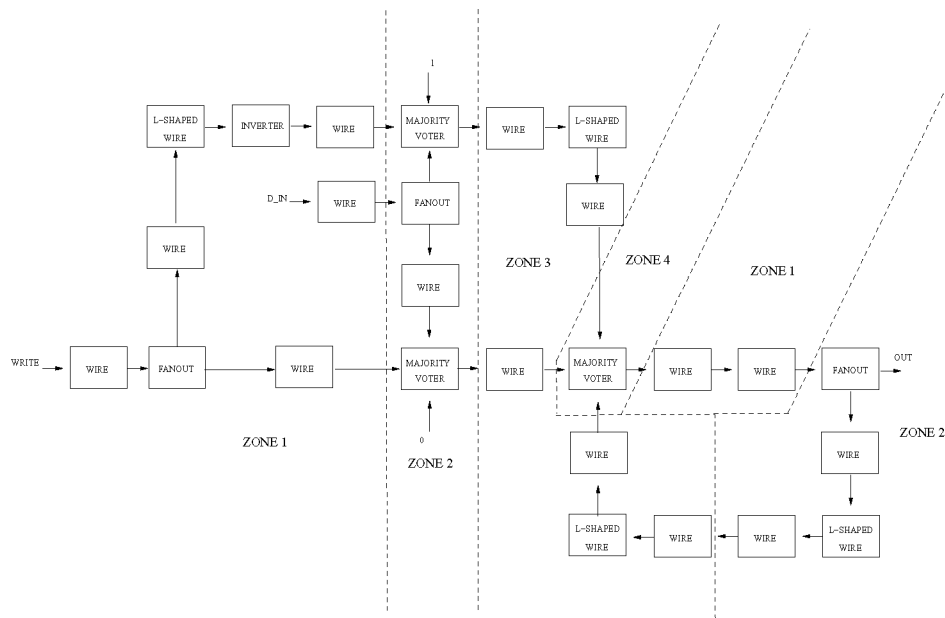 1
L-SHAPED
WIRE
INVERTER
WIRE
MAJORITY
VOTER
WIRE
L-SHAPED
WIRE
D_IN
WIRE
FANOUT
WIRE
WIRE
ZONE 3
ZONE 4
ZONE 1
WIRE
WRITE
WIRE
FANOUT
WIRE
MAJORITY
VOTER
WIRE
MAJORITY
VOTER
WIRE
WIRE
FANOUT
OUT
0
ZONE 1
ZONE 2
WIRE
WIRE
ZONE 2
L-SHAPED
WIRE
WIRE
WIRE
L-SHAPED
WIRE